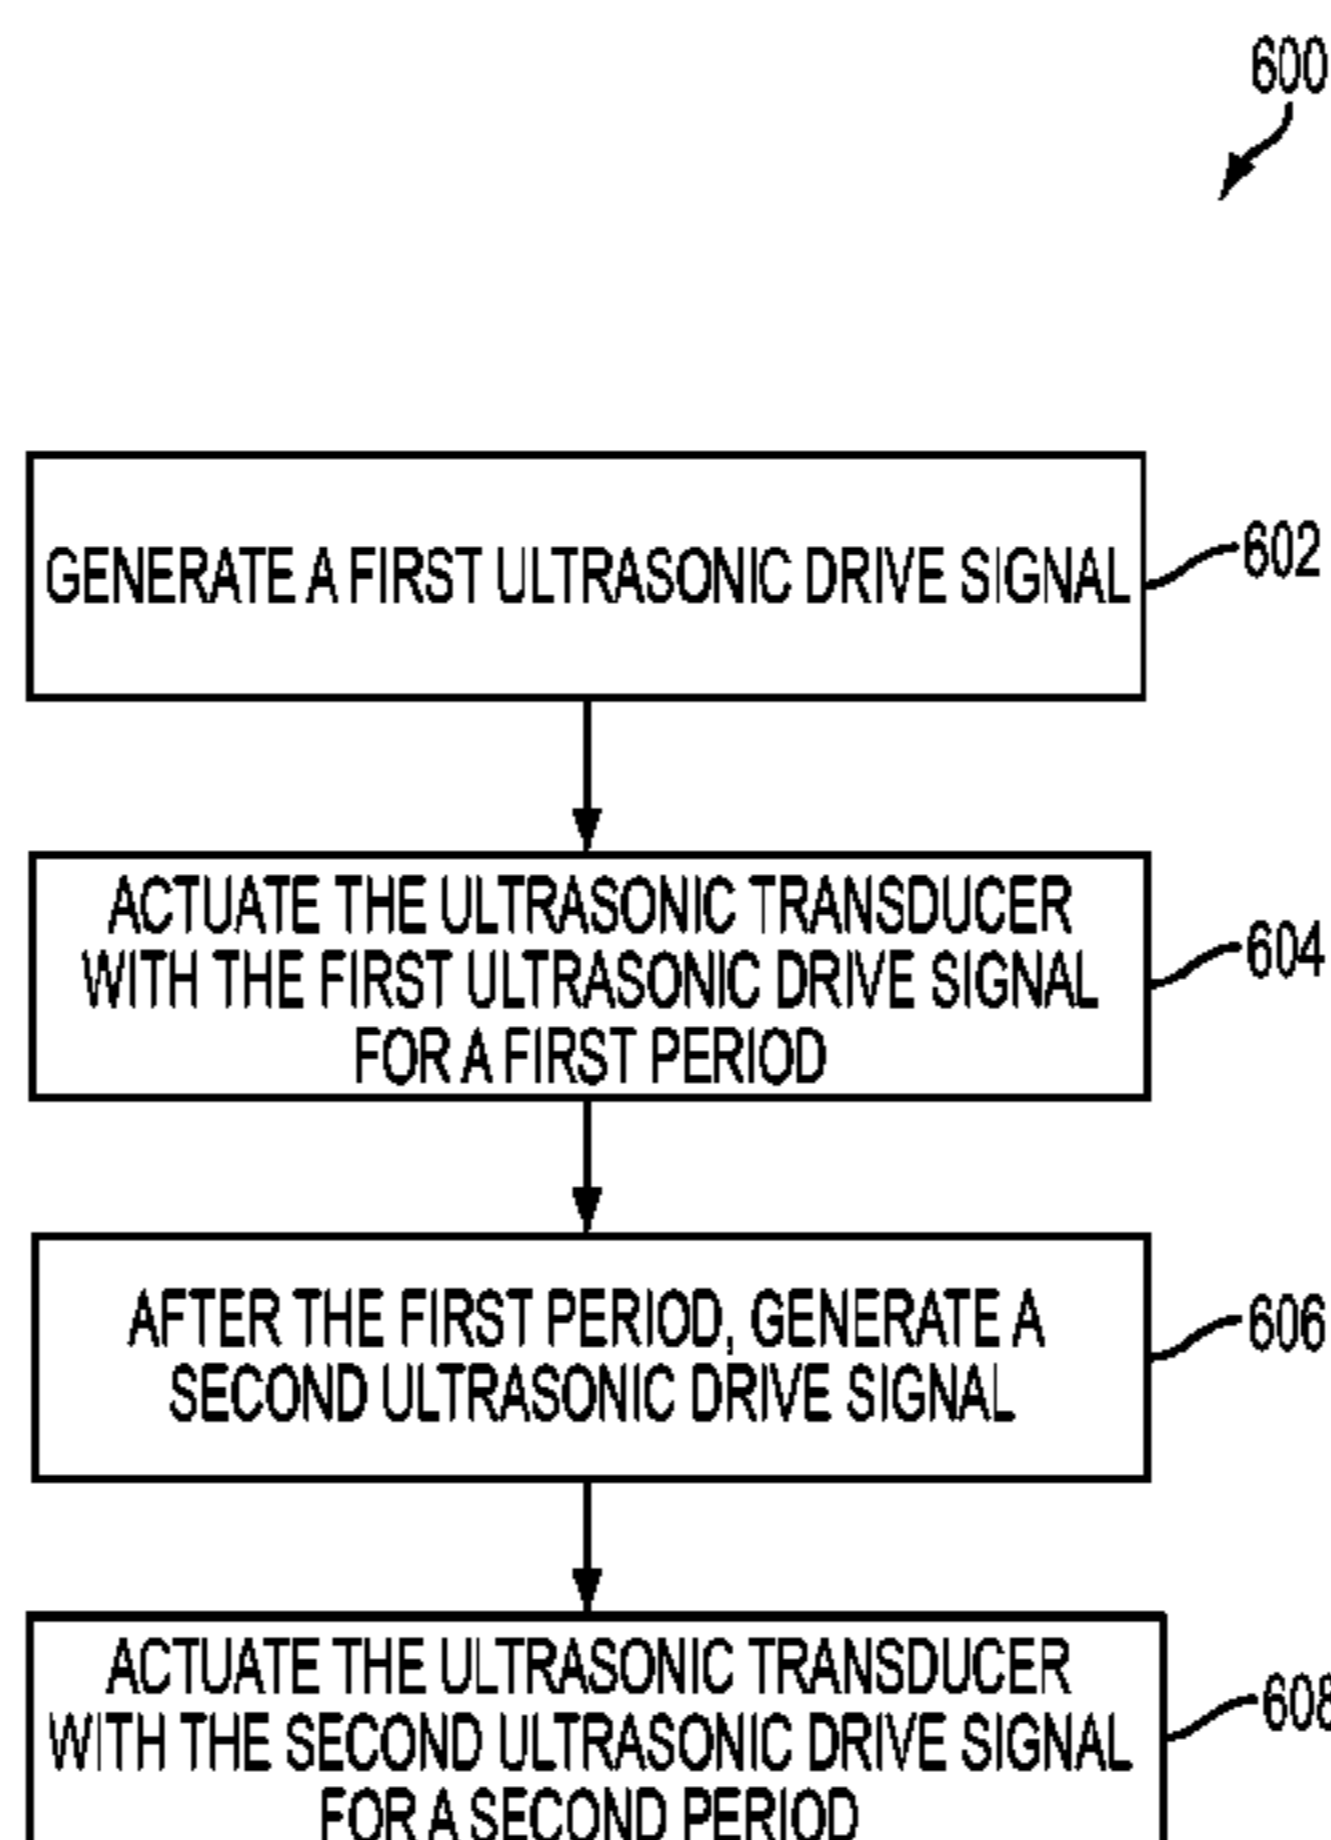 600
GENERATE A FIRST ULTRASONIC DRIVE SIGNAL
602
ACTUATE THE ULTRASONIC TRANSDUCER
WITH THE FIRST ULTRASONIC DRIVE SIGNAL
FOR A FIRST PERIOD
604
AFTER THE FIRST PERIOD, GENERATE A
SECOND ULTRASONIC DRIVE SIGNAL
606
ACTUATE THE ULTRASONIC TRANSDUCER
WITH THE SECOND ULTRASONIC DRIVE SIGNAL
FOR A SECOND PERIOD
608